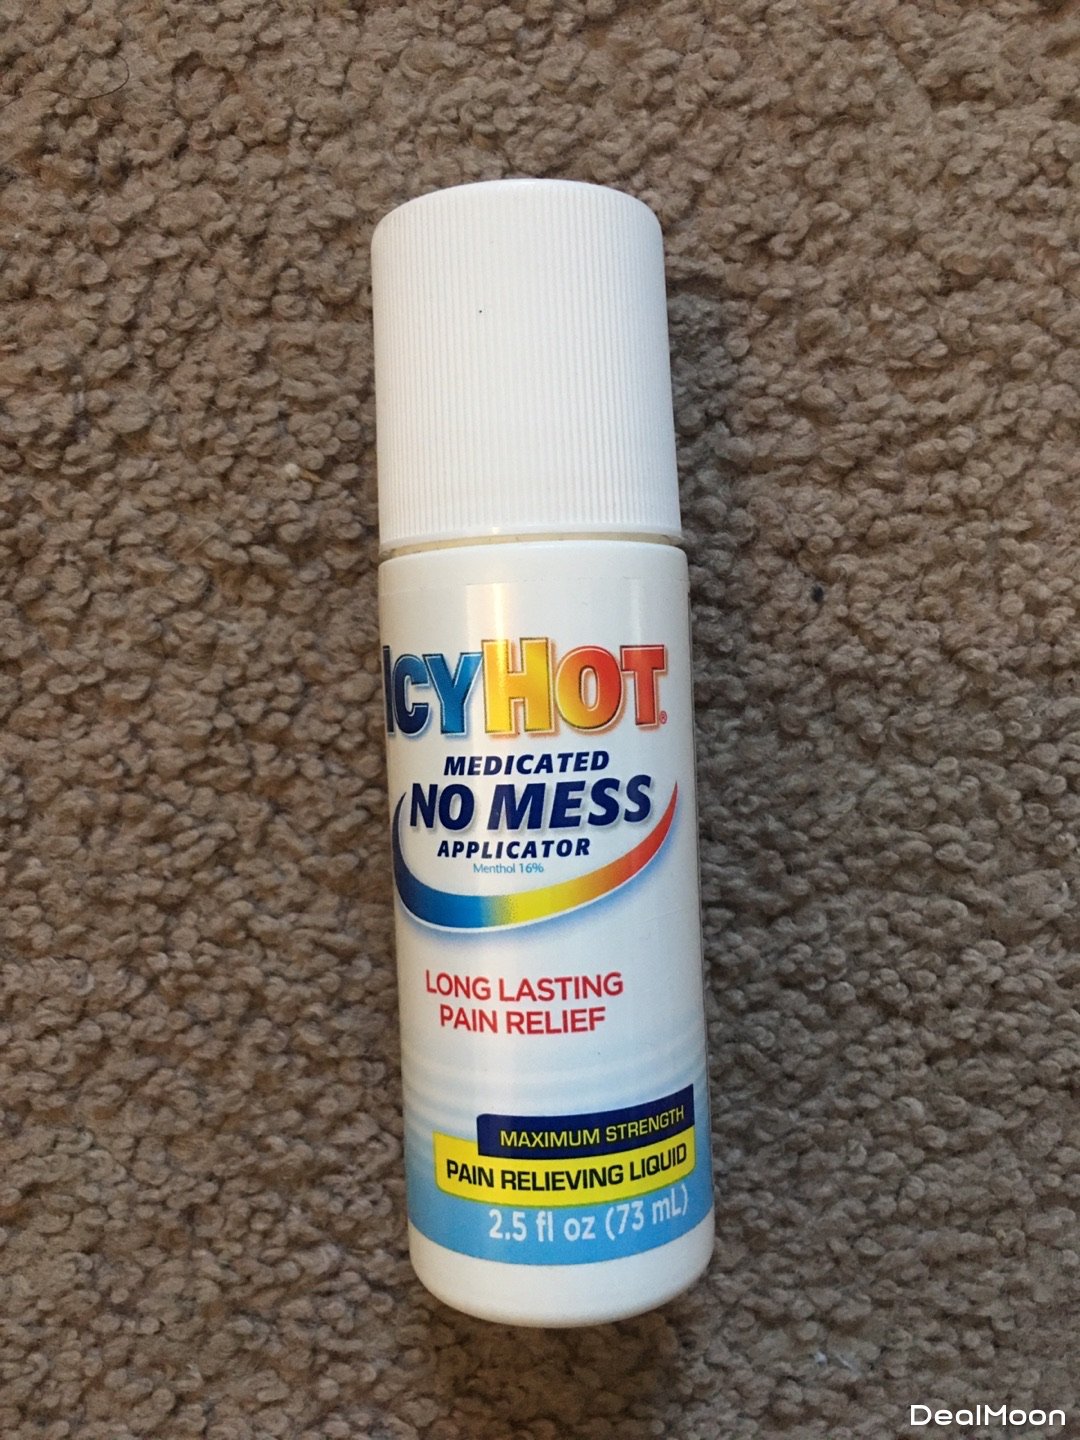 ICYHOT®
MEDICATED
NO MESS
APPLICATOR
Menthol 16%
LONG LASTING
PAIN RELIEF
MAXIMUM STRENGTH
PAIN RELIEVING LIQUID
2.5 fl oz (73 mL)
DealMoon